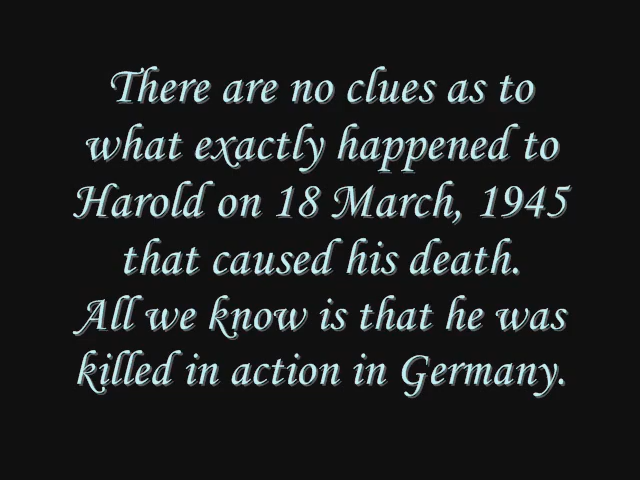 There are no clues as to
what exactly happened to
Harold on 18 March, 1945
that caused his death.
All we know is that he was
killed in action in Germany.